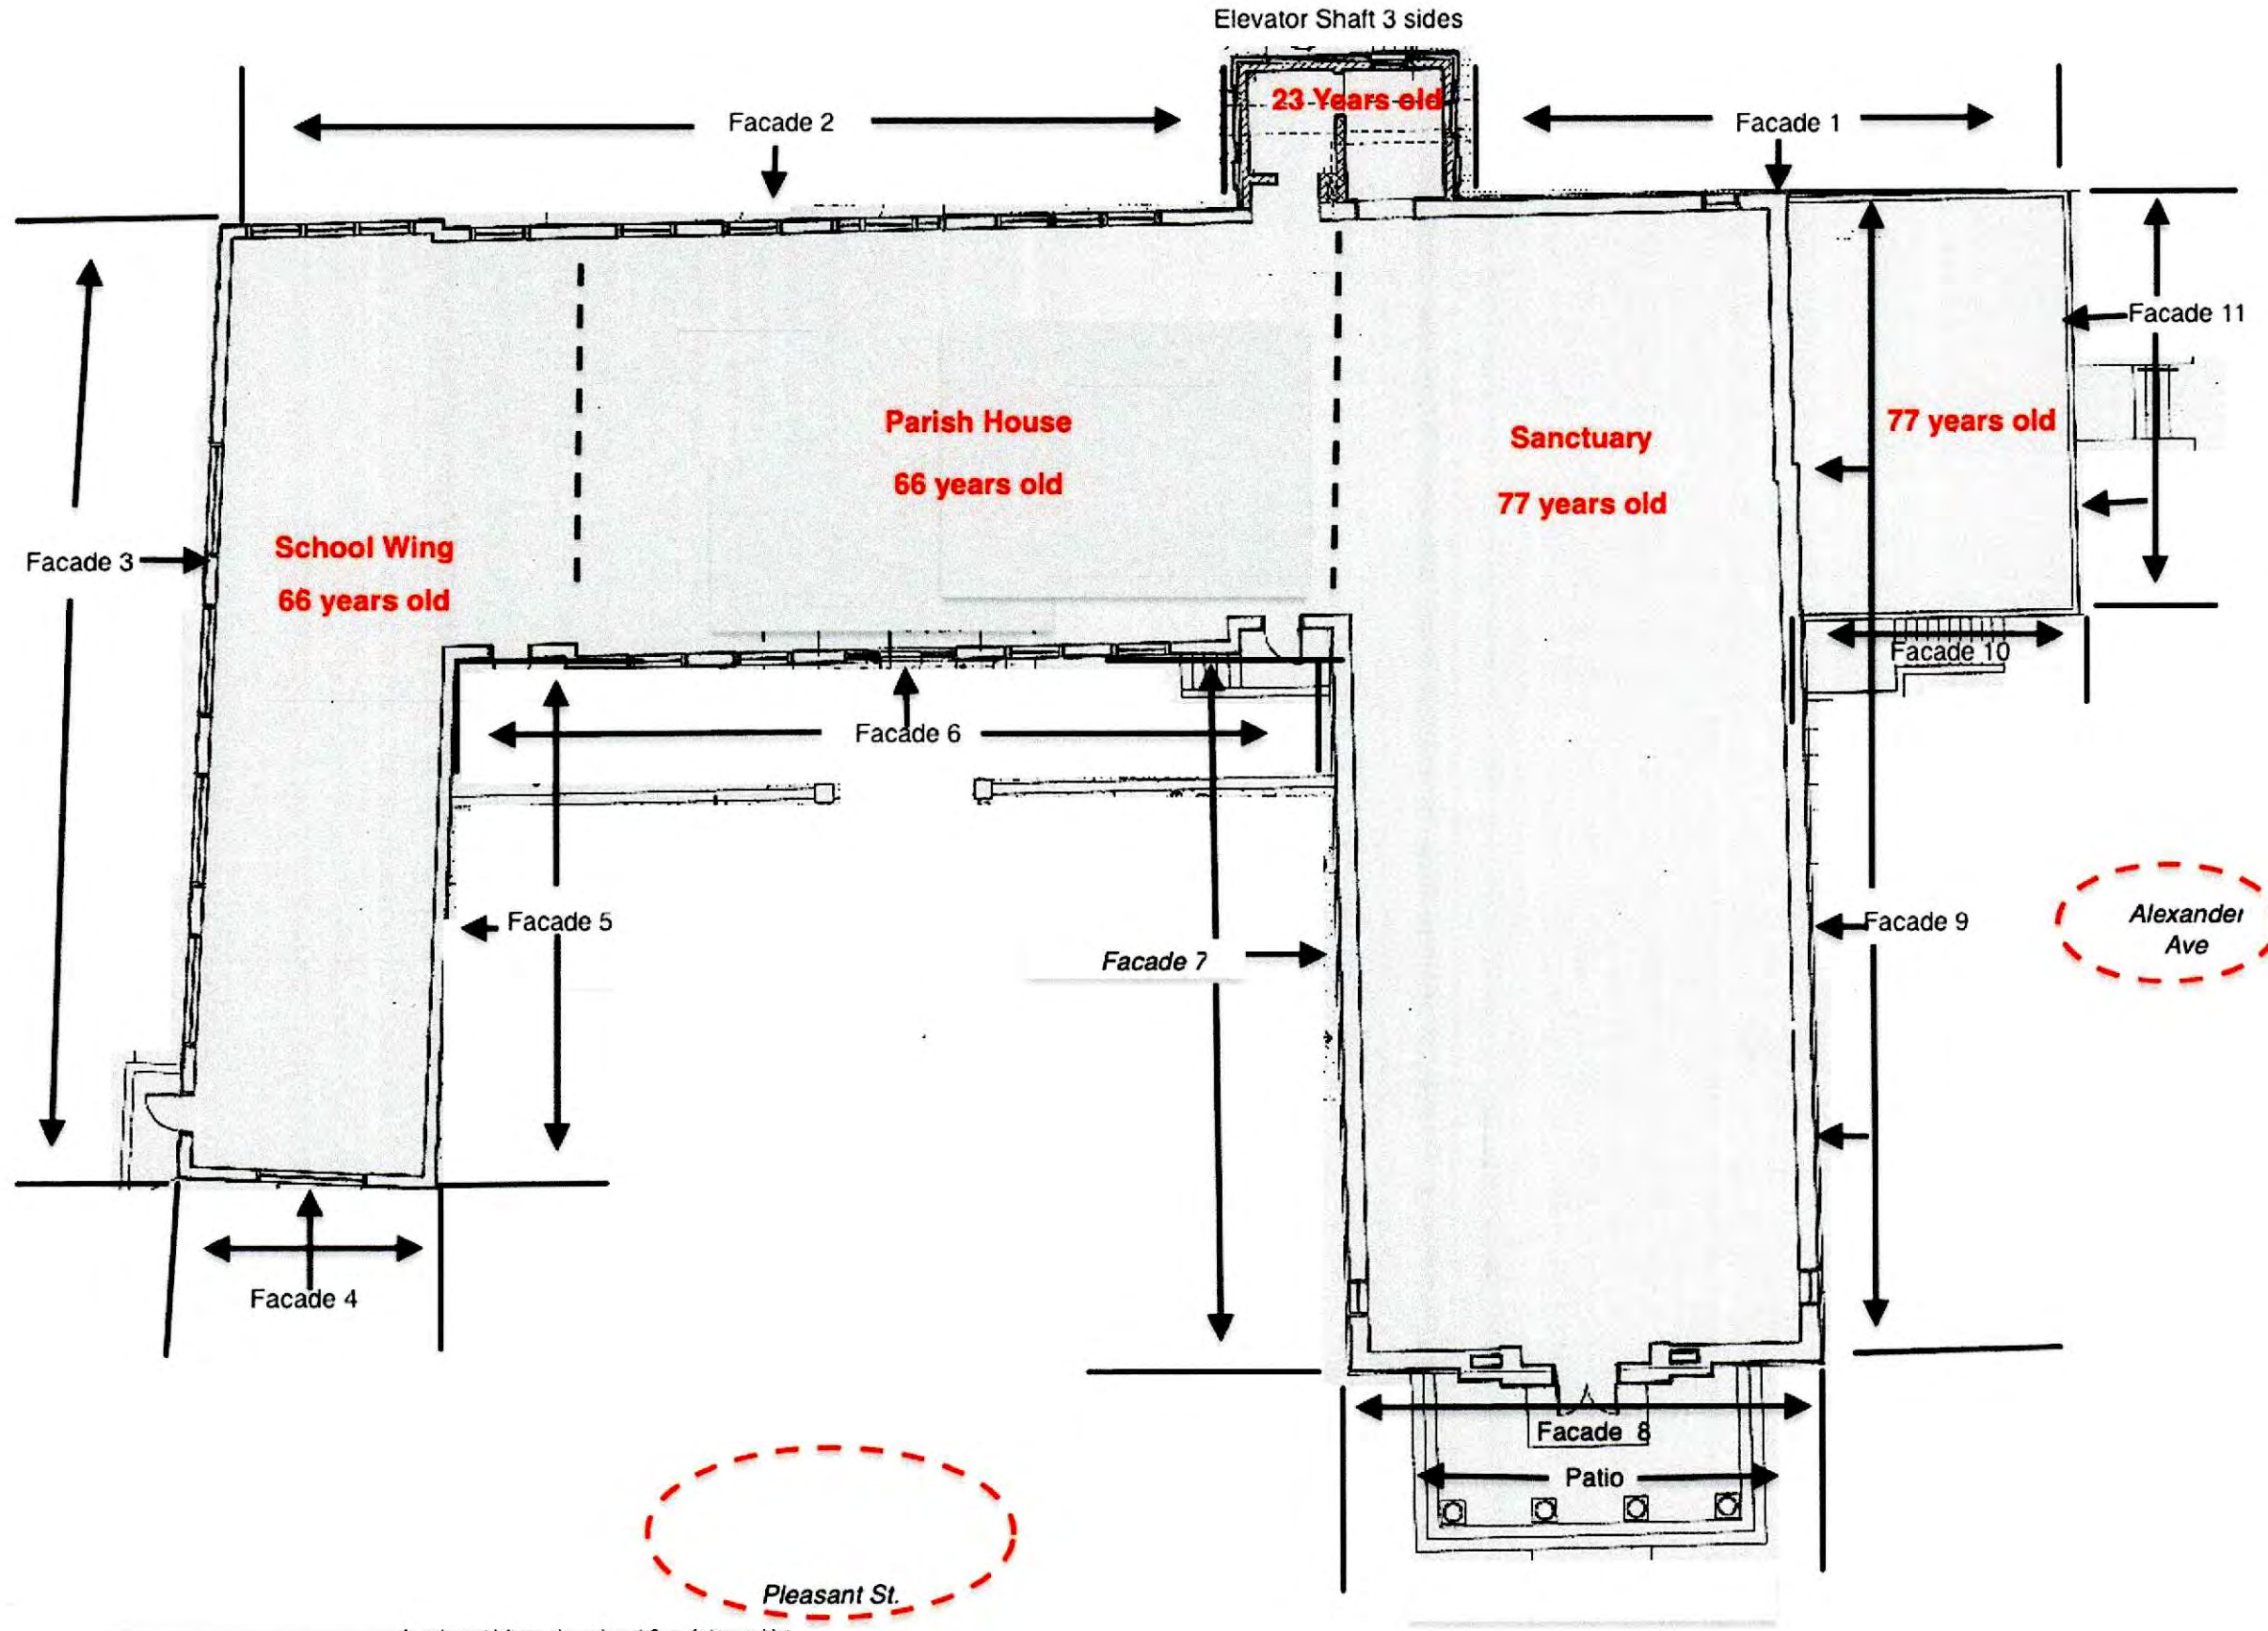 Elevator Shaft 3 sides
23 Years old
Facade 2
Facade 1
Facade 11
Parish House
66 years old
Sanctuary
77 years old
77 years old
School Wing
66 years old
Facade 3
Facade 10
Facade 6
Facade 5
Facade 7
Facade 9
Alexander
Ave
Facade 4
Facade 8
Patio
Pleasant St.